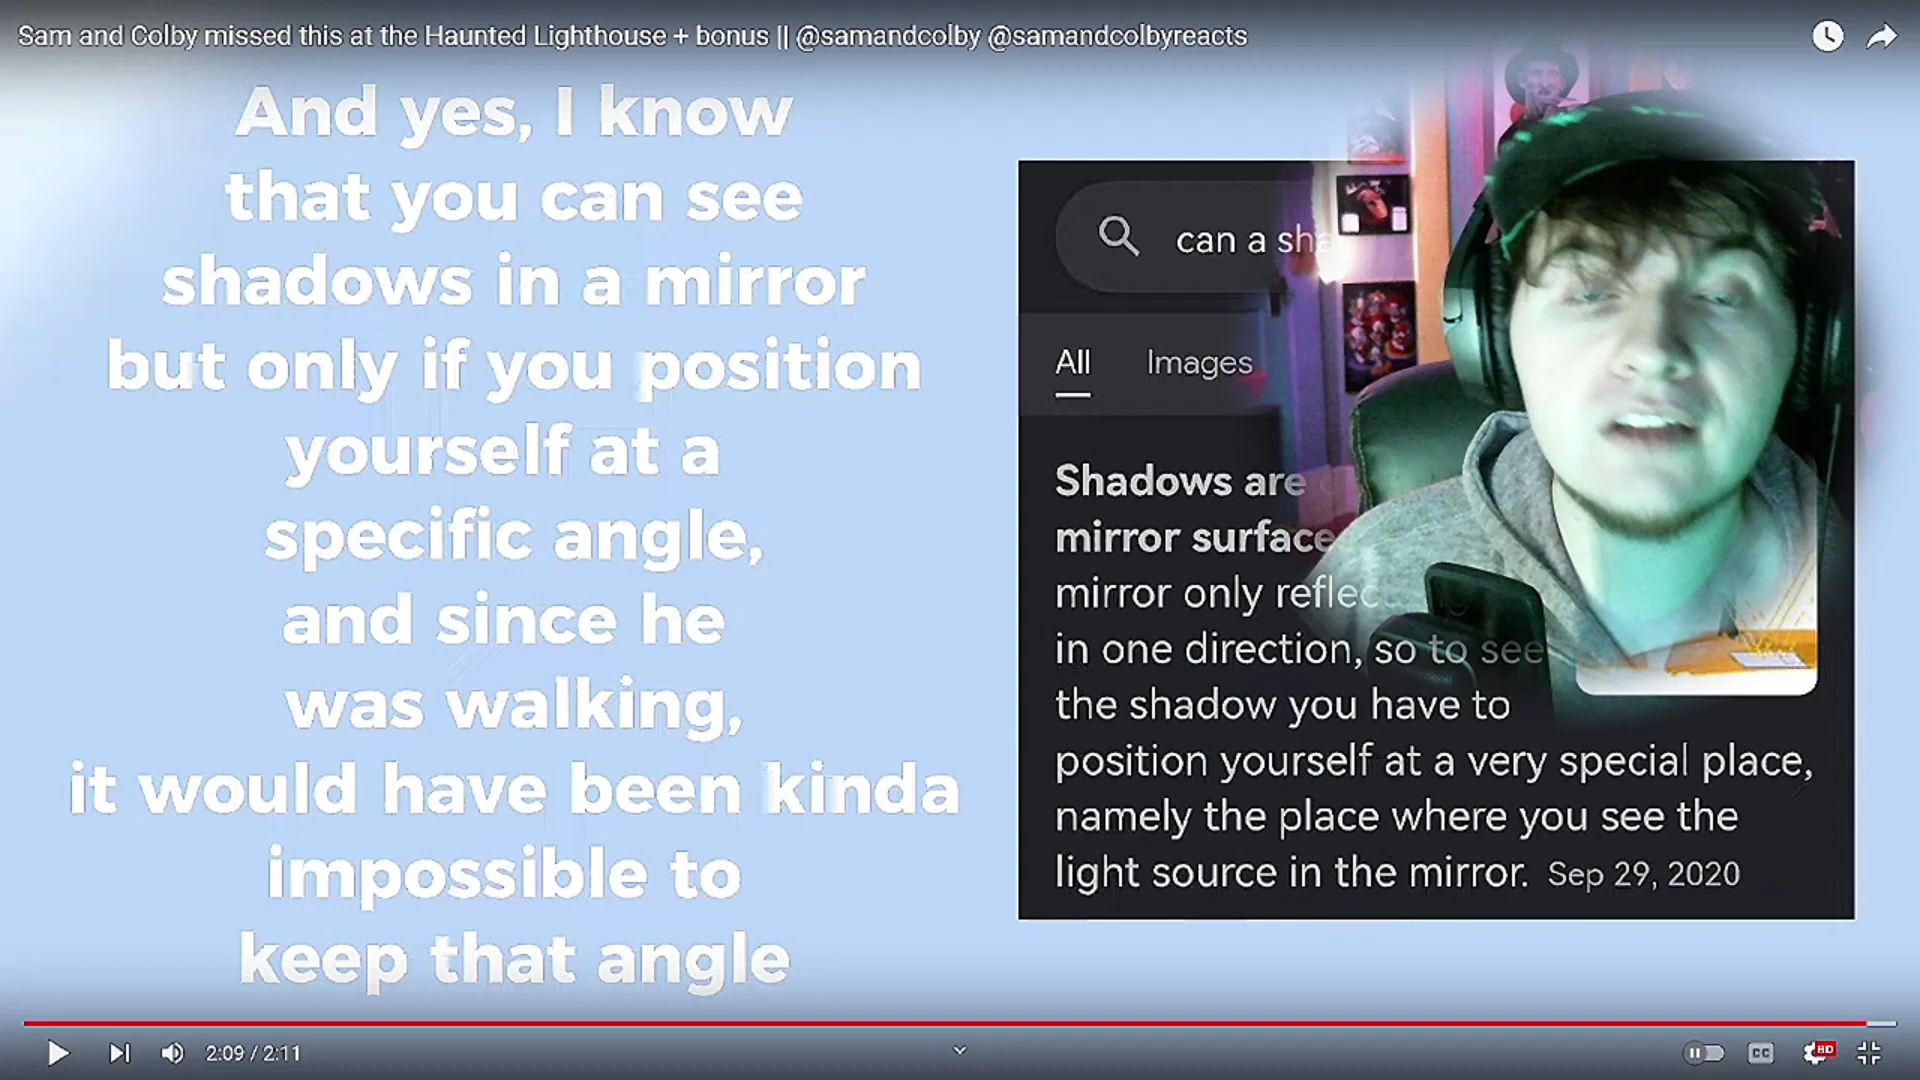 Sam and Colby missed this at the Haunted Lighthouse + bonus || @samandcolby @samandcolbyreacts
And yes, I know
that you can see
shadows in a mirror
but only if you position
yourself at a
specific angle,
and since he
was walking,
it would have been kinda
impossible to
keep that angle
can a sha
All Images
Shadows are
mirror surface
mirror only reflec
in one direction, so to see
the shadow you have to
position yourself at a very special place,
namely the place where you see the
light source in the mirror. Sep 29, 2020
2:09 / 2:11
CC
HD